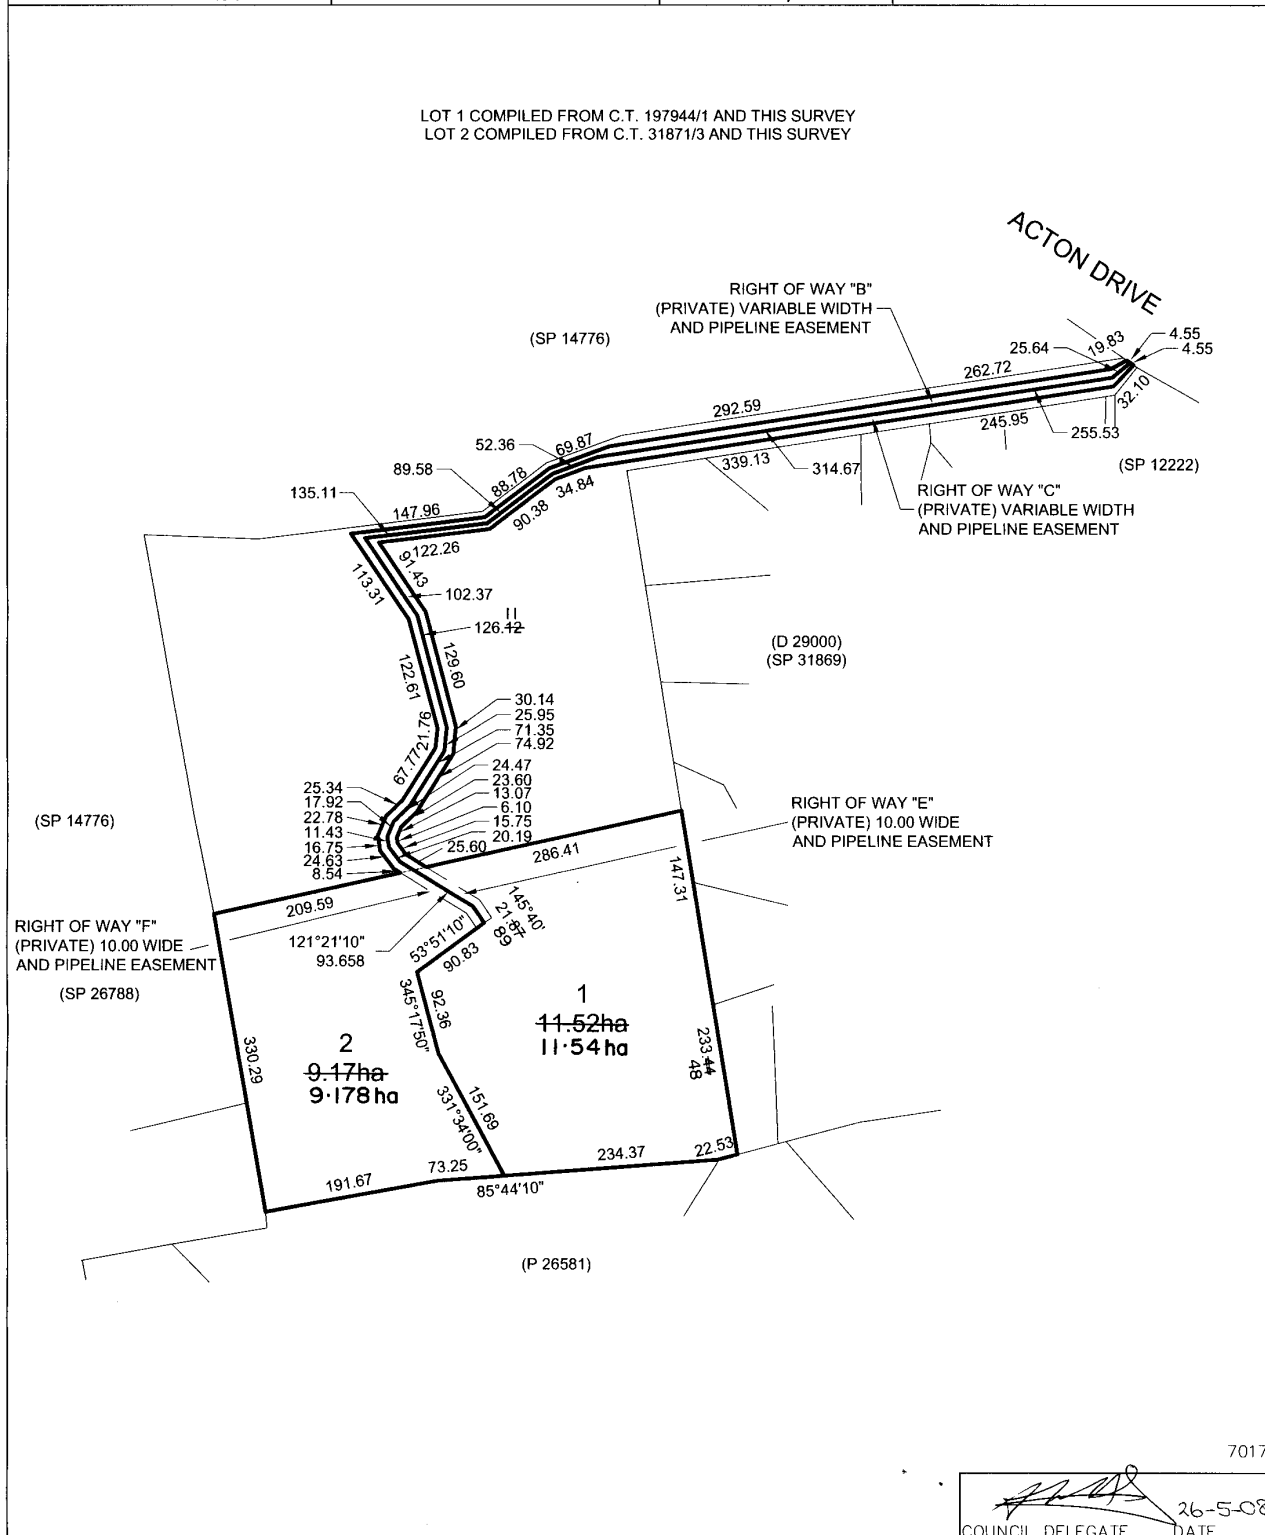 LOT 1 COMPILED FROM C.T. 197944/1 AND THIS SURVEY
LOT 2 COMPILED FROM C.T. 31871/3 AND THIS SURVEY
ACTON DRIVE
RIGHT OF WAY "B"
(PRIVATE) VARIABLE WIDTH
AND PIPELINE EASEMENT
(SP 14776)
19.83
4.55
4.55
25.64
262.72
32.10
292.59
245.95
255.53
52.36
69.87
339.13
314.67
(SP 12222)
89.58
88.78
34.84
RIGHT OF WAY "C"
(PRIVATE) VARIABLE WIDTH
AND PIPELINE EASEMENT
135.11
147.96
90.38
122.26
91.43
113.31
102.37
11
126.12
(D 29000)
(SP 31869)
129.60
122.61
30.14
25.95
71.35
74.92
21.76
67.77
24.47
23.60
13.07
6.10
15.75
20.19
25.34
17.92
22.78
11.43
16.75
24.63
8.54
(SP 14776)
RIGHT OF WAY "E"
(PRIVATE) 10.00 WIDE
AND PIPELINE EASEMENT
25.60
286.41
147.31
209.59
145°40'
21.87
89
RIGHT OF WAY "F"
(PRIVATE) 10.00 WIDE
AND PIPELINE EASEMENT
(SP 26788)
121°21'10"
93.658
53°51'10"
90.83
345°17'50"
92.36
1
11.52ha
11.54ha
233.44
48
2
9.17ha
9.178ha
330.29
331°34'00"
151.69
234.37
22.53
191.67
73.25
85°44'10"
(P 26581)
7017
26-5-08
COUNCIL DELEGATE DATE